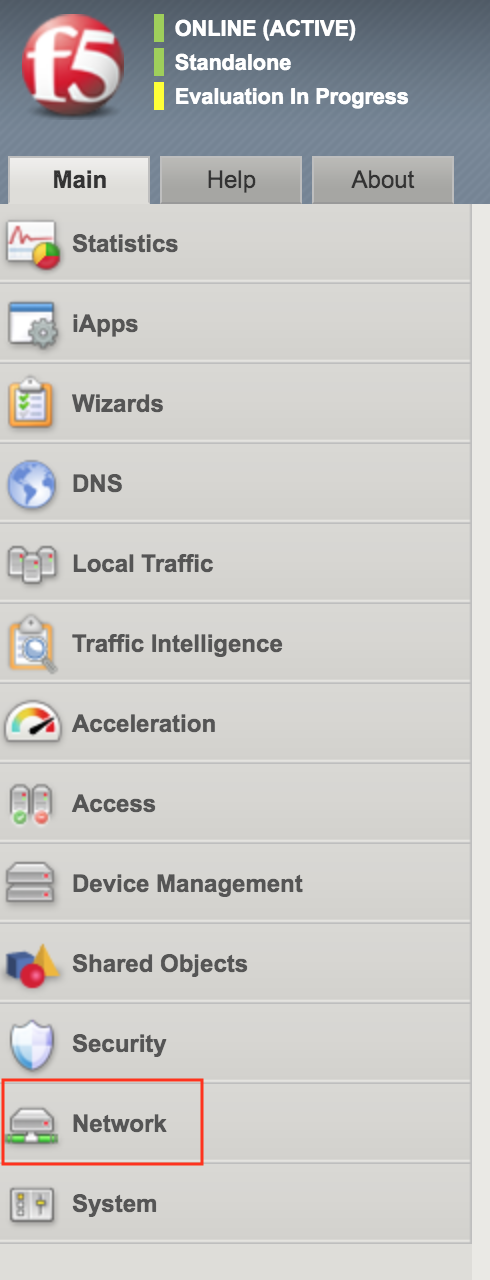 f5
ONLINE (ACTIVE)
Standalone
Evaluation In Progress
Main Help About
Statistics
iApps
Wizards
DNS
Local Traffic
Traffic Intelligence
Acceleration
Access
Device Management
Shared Objects
Security
Network
System